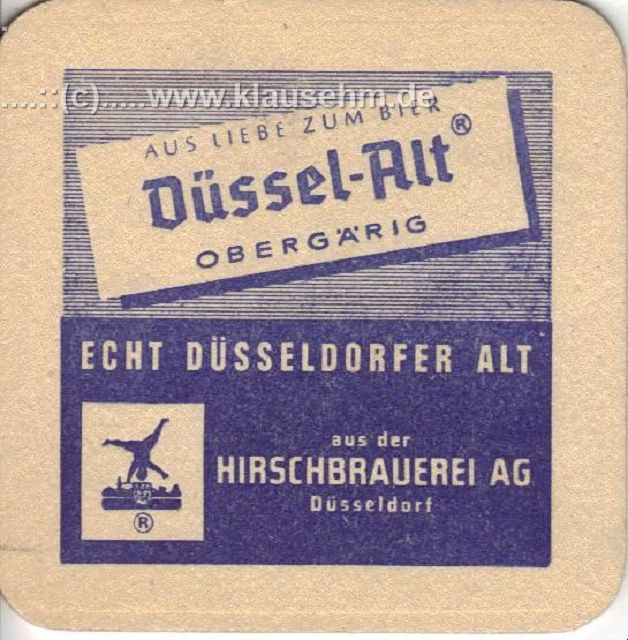 ...::(c).....www.klausehm.de
AUS LIEBE ZUM BIER
Düssel-Alt®
OBERGÄRIG
ECHT DÜSSELDORFER ALT
aus der
HIRSCHBRAUEREI AG
Düsseldorf
®